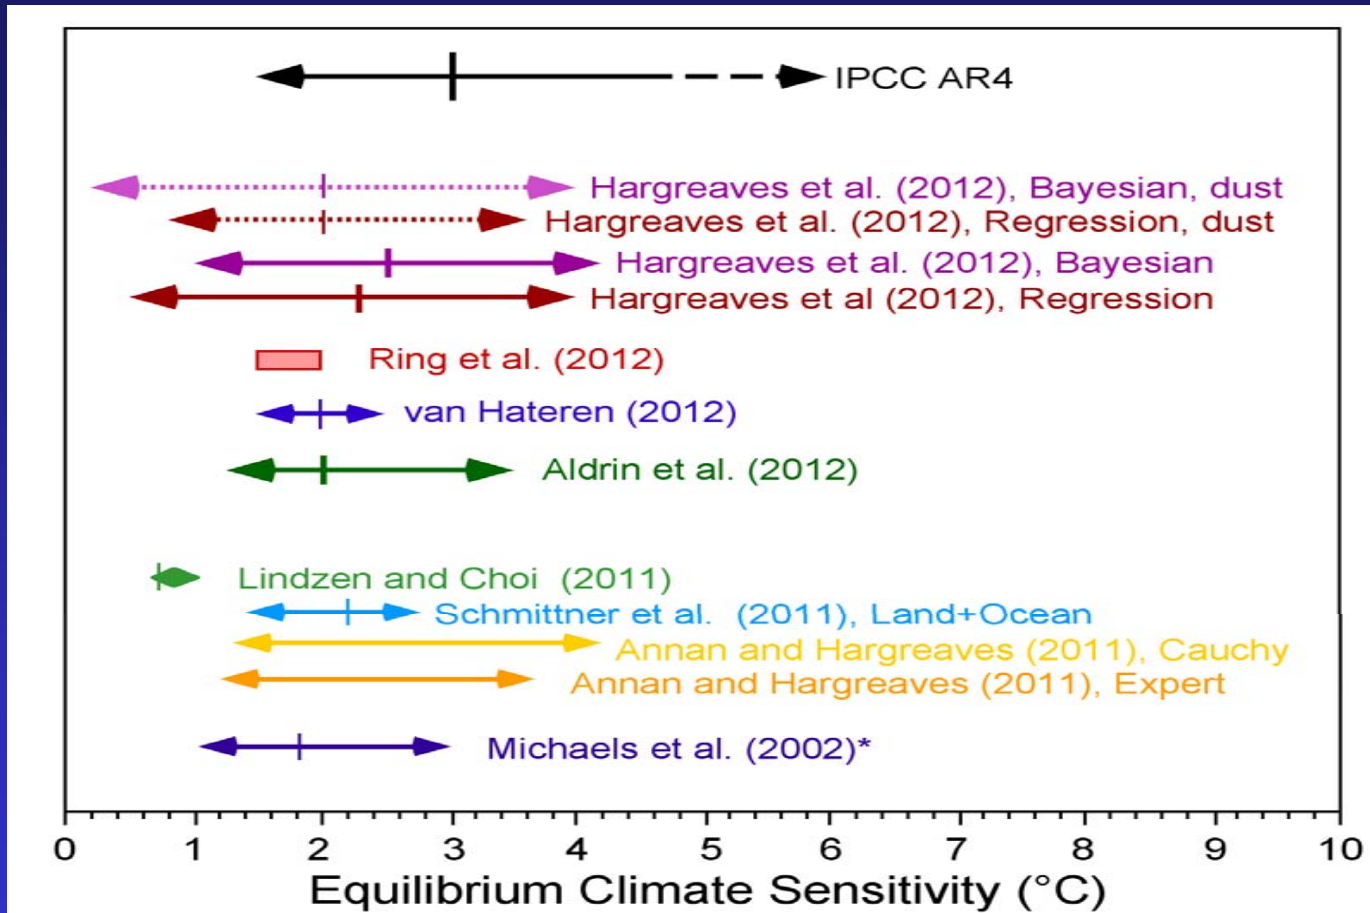 IPCC AR4
Hargreaves et al. (2012), Bayesian, dust
Hargreaves et al. (2012), Regression, dust
Hargreaves et al. (2012), Bayesian
Hargreaves et al (2012), Regression
Ring et al. (2012)
van Hateren (2012)
Aldrin et al. (2012)
Lindzen and Choi (2011)
Schmittner et al. (2011), Land+Ocean
Annan and Hargreaves (2011), Cauchy
Annan and Hargreaves (2011), Expert
Michaels et al. (2002)*
0 1 2 3 4 5 6 7 8 9 10
Equilibrium Climate Sensitivity (°C)